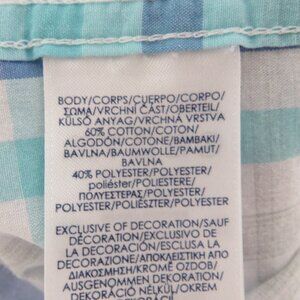 BODY/CORPS/CUERPO/CORPO/
ΣΩΜΑ/VRCHNÍ ČÁST/OBERTEIL/
KÜLSŐ ANYAG/VRCHNÁ VRSTVA
60% COTTON/COTON/
ALGODÓN/COTONE/ΒΑΜΒΑΚΙ/
BAVLNA/BAUMWOLLE/PAMUT/
BAVLNA
40% POLYESTER/POLYESTER/
poliéster/POLIESTERE/
ΠΟΛΥΕΣΤΕΡΑΣ/POLYESTER/
POLYESTER/POLIÉSZTER/POLYESTER
EXCLUSIVE OF DECORATION/SAUF
DÉCORATION/EXCLUSIVO DE
LA DECORACIÓN/ESCLUSA LA
DECORAZIONE/ΑΠΟΚΛΕΙΣΤΙΚΑ ΑΠΟ
ΔΙΑΚΟΣΜΗΣΗ/KROMĚ OZDOB/
AUSGENOMMEN DEKORATION/
DEKORÁCIÓ NÉLKÜL/OKREM